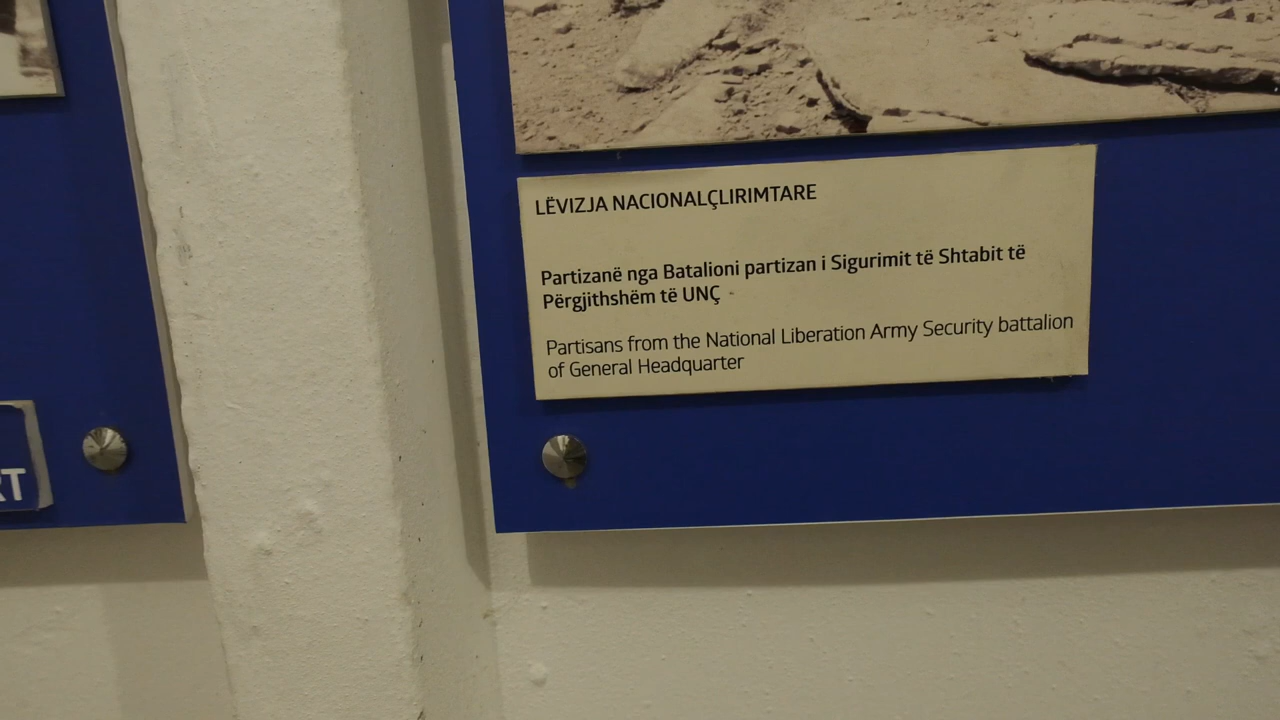 LËVIZJA NACIONALÇLIRIMTARE
Partizanë nga Batalioni partizan i Sigurimit të Shtabit të
Përgjithshëm të UNÇ
Partisans from the National Liberation Army Security battalion
of General Headquarter